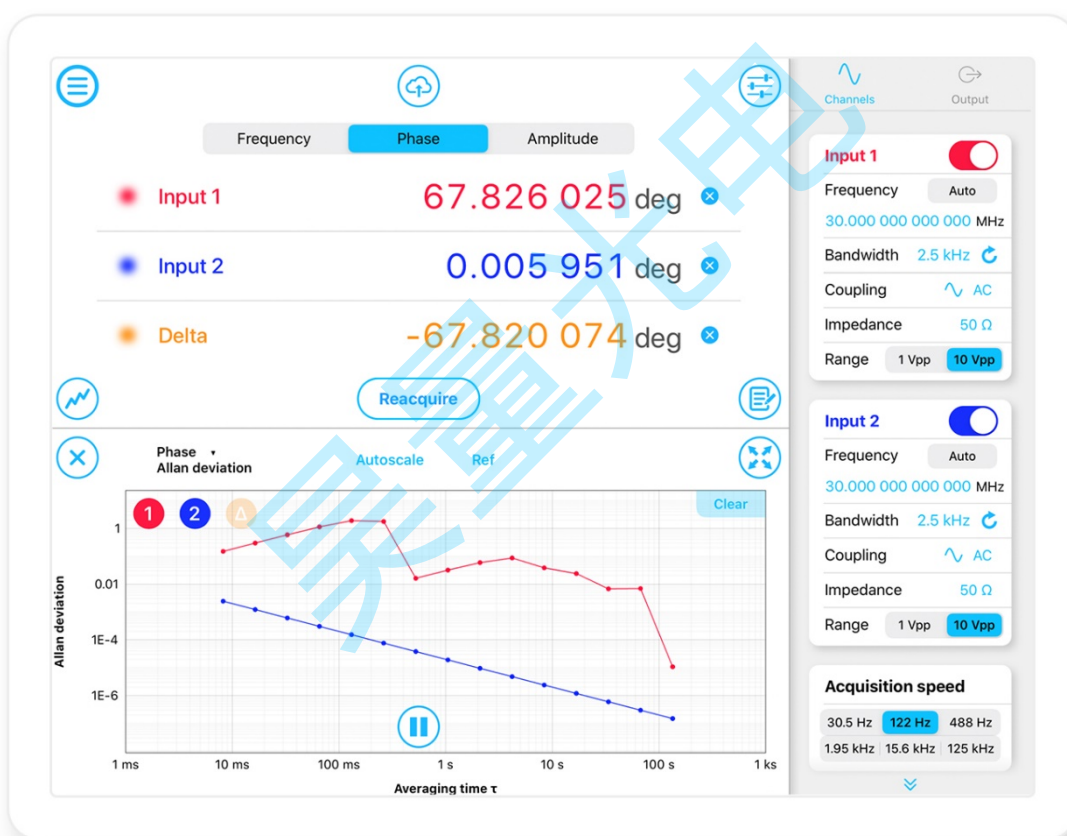 Channels
Output
Frequency
Phase
Amplitude
Input 1
67.826 025 deg
Input 2
0.005 951 deg
Delta
-67.820 074 deg
Reacquire
Input 1
Frequency
Auto
30.000 000 000 000 MHz
Bandwidth 2.5 kHz
Coupling AC
Impedance 50 Ω
Range 1 Vpp 10 Vpp
Input 2
Frequency
Auto
30.000 000 000 000 MHz
Bandwidth 2.5 kHz
Coupling AC
Impedance 50 Ω
Range 1 Vpp 10 Vpp
Acquisition speed
30.5 Hz 122 Hz 488 Hz
1.95 kHz 15.6 kHz 125 kHz
Phase
Allan deviation
Autoscale
Ref
Clear
1 2 Δ
Allan deviation
1
0.01
1E-4
1E-6
1 ms 10 ms 100 ms 1 s 10 s 100 s 1 ks
Averaging time τ
昊量光电